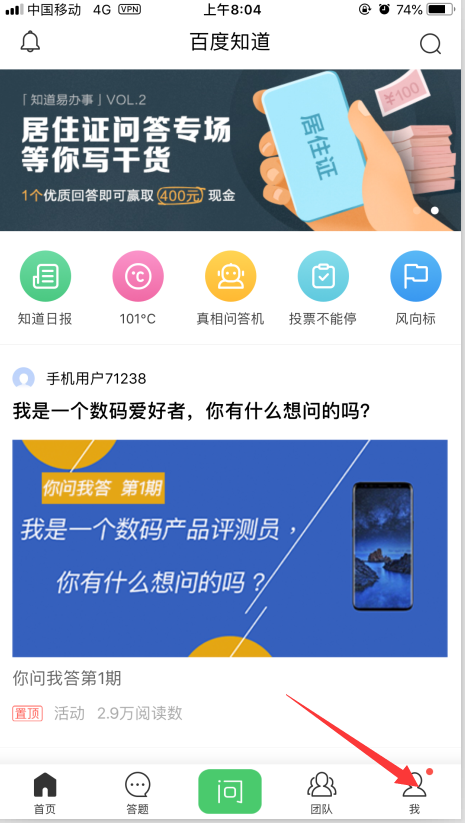 中国移动 4G VPN 上午8:04 74%
百度知道
「知道易办事」VOL.2
居住证问答专场
等你写干货
1个优质回答即可赢取 400元 现金
居住证
¥100
知道日报 101°C 真相问答机 投票不能停 风向标
手机用户71238
我是一个数码爱好者，你有什么想问的吗？
你问我答 第1期
我是一个数码产品评测员，
你有什么想问的吗？
你问我答第1期
置顶 活动 2.9万阅读数
问
首页 答题 团队 我